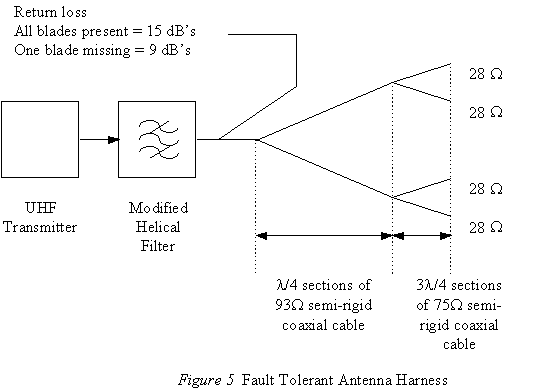 Return loss
All blades present = 15 dB's
One blade missing = 9 dB's
28 Ω
28 Ω
28 Ω
28 Ω
UHF
Transmitter
Modified
Helical
Filter
λ/4 sections of
93Ω semi-rigid
coaxial cable
3λ/4 sections
of 75Ω semi-
rigid coaxial
cable
Figure 5 Fault Tolerant Antenna Harness